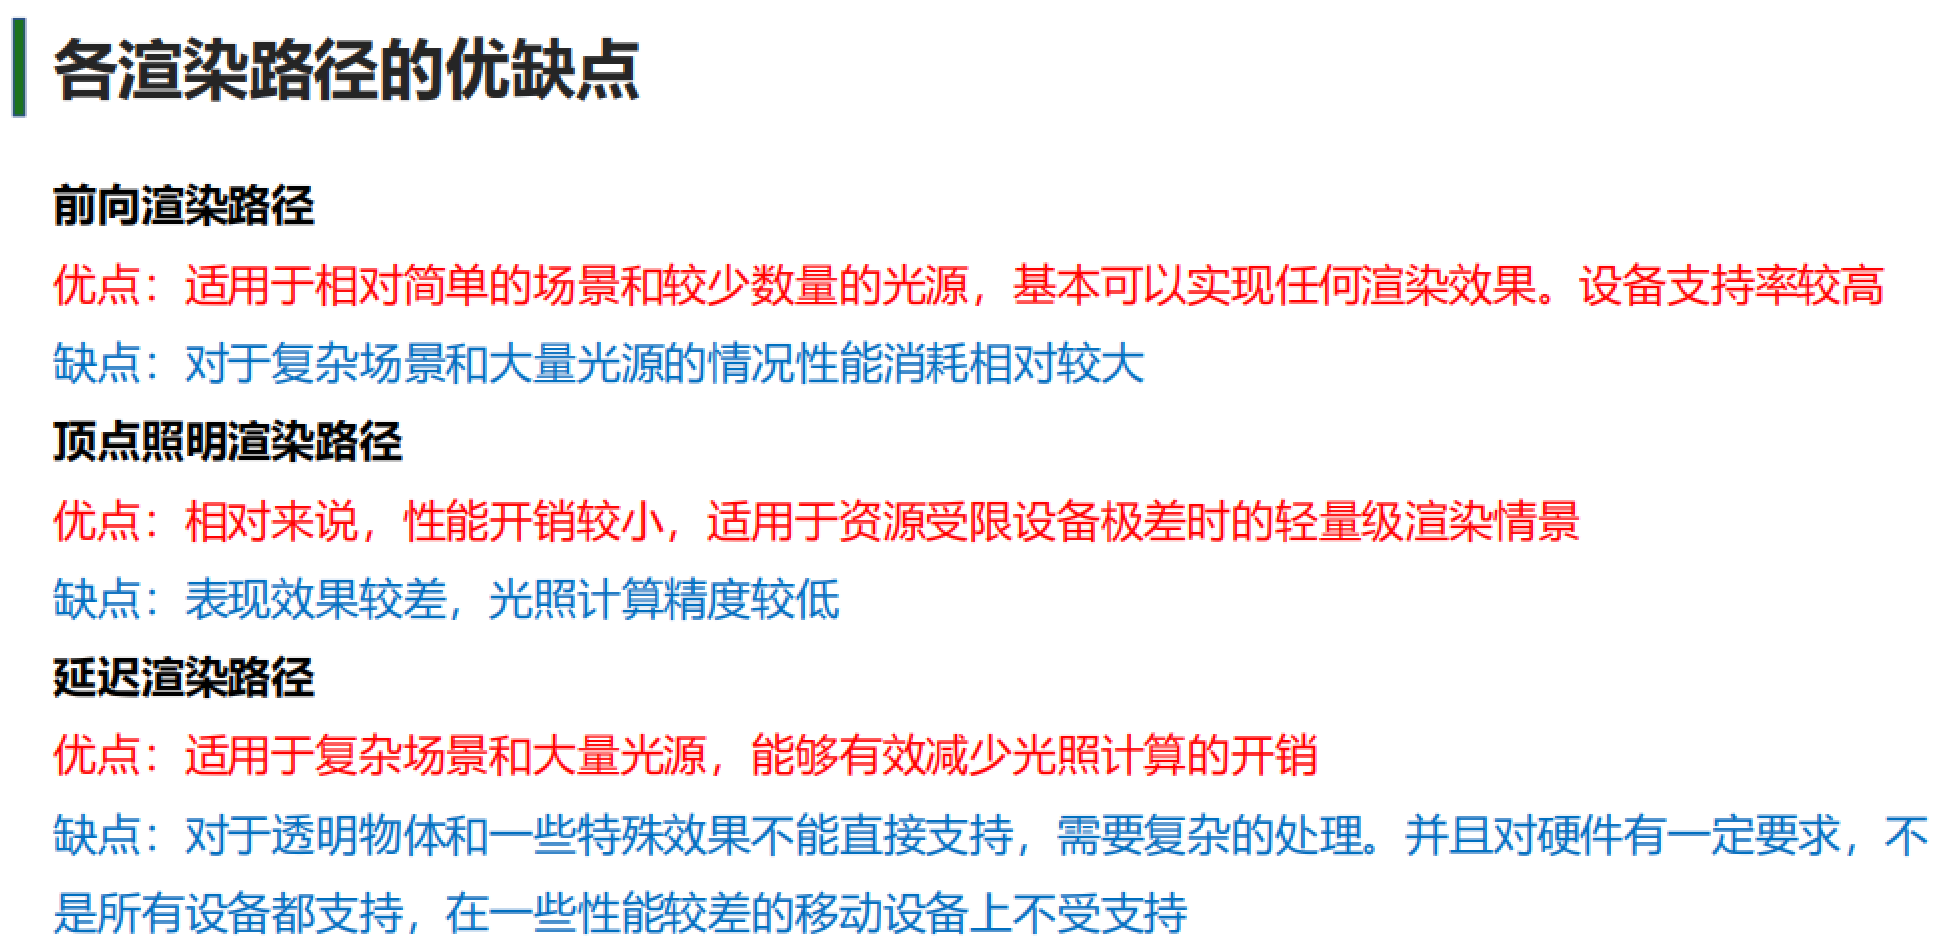 各渲染路径的优缺点
前向渲染路径
优点：适用于相对简单的场景和较少数量的光源，基本可以实现任何渲染效果。设备支持率较高
缺点：对于复杂场景和大量光源的情况性能消耗相对较大
顶点照明渲染路径
优点：相对来说，性能开销较小，适用于资源受限设备极差时的轻量级渲染情景
缺点：表现效果较差，光照计算精度较低
延迟渲染路径
优点：适用于复杂场景和大量光源，能够有效减少光照计算的开销
缺点：对于透明物体和一些特殊效果不能直接支持，需要复杂的处理。并且对硬件有一定要求，不
是所有设备都支持，在一些性能较差的移动设备上不受支持